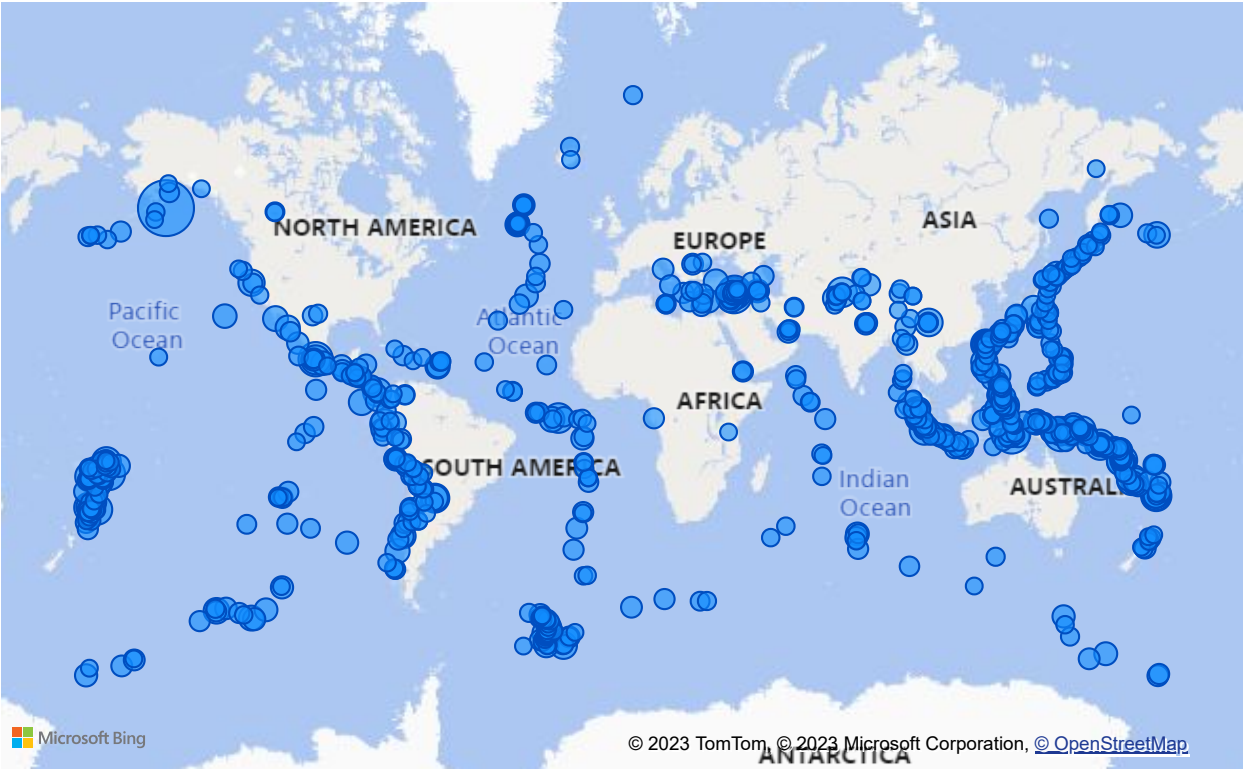 NORTH AMERICA
ASIA
EUROPE
Pacific
Ocean
Atlantic
Ocean
AFRICA
SOUTH AMERICA
Indian
Ocean
AUSTRAL
Microsoft Bing
© 2023 TomTom, © 2023 Microsoft Corporation, © OpenStreetMap
ANTARCTICA